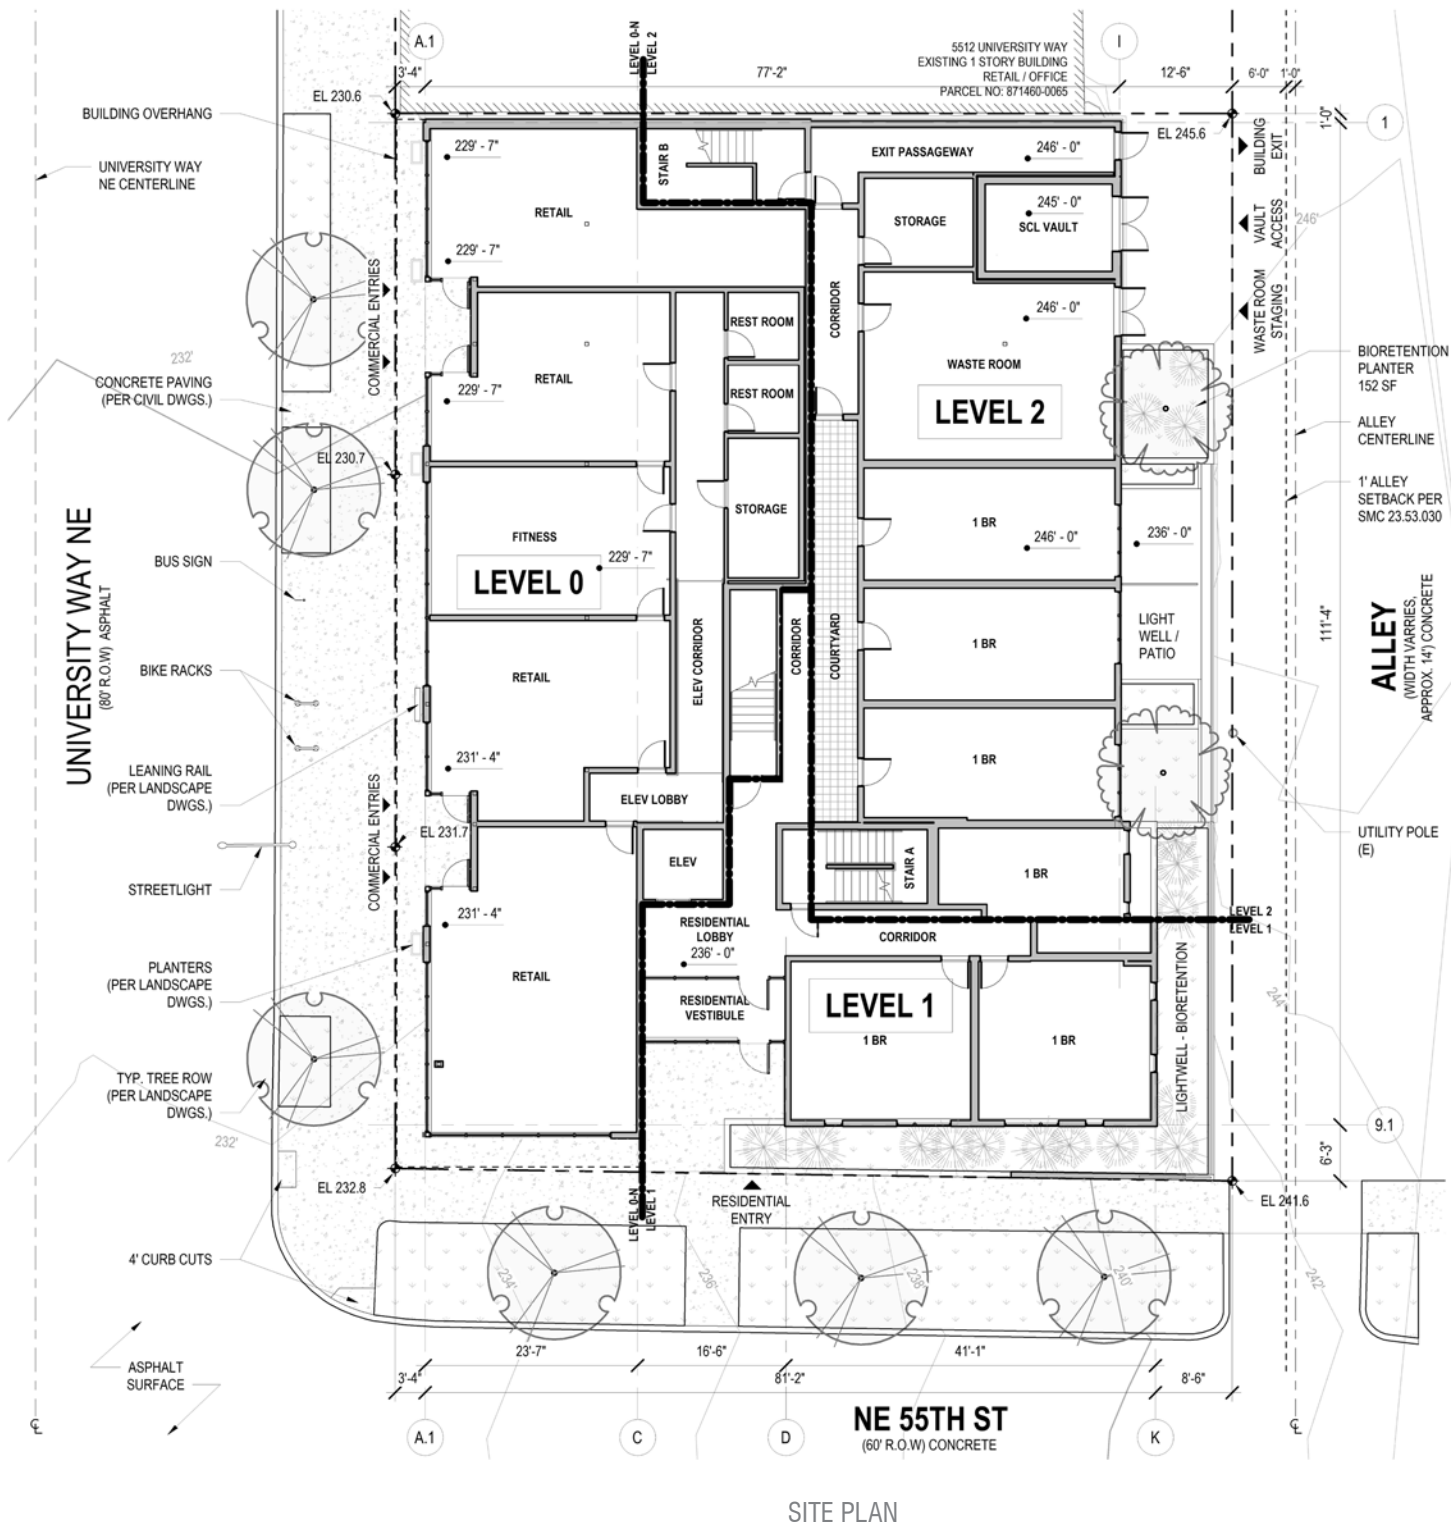 A.1
I
LEVEL 0-N
LEVEL 2
5512 UNIVERSITY WAY
EXISTING 1 STORY BUILDING
RETAIL / OFFICE
PARCEL NO: 871460-0065
3'-4"
77'-2"
12'-6"
6'-0"
1'-0"
EL 230.6
EL 245.6
1'-0"
1
BUILDING OVERHANG
UNIVERSITY WAY
NE CENTERLINE
229' - 7"
STAIR B
EXIT PASSAGEWAY
246' - 0"
BUILDING
EXIT
RETAIL
STORAGE
245' - 0"
SCL VAULT
VAULT
ACCESS
246'
229' - 7"
COMMERCIAL ENTRIES
CORRIDOR
246' - 0"
WASTE ROOM
STAGING
REST ROOM
232'
CONCRETE PAVING
(PER CIVIL DWGS.)
RETAIL
229' - 7"
REST ROOM
WASTE ROOM
LEVEL 2
BIORETENTION
PLANTER
152 SF
ALLEY
CENTERLINE
EL 230.7
1' ALLEY
SETBACK PER
SMC 23.53.030
UNIVERSITY WAY NE
(80' R.O.W) ASPHALT
BUS SIGN
FITNESS
229' - 7"
LEVEL 0
STORAGE
1 BR
246' - 0"
236' - 0"
BIKE RACKS
RETAIL
ELEV CORRIDOR
CORRIDOR
COURTYARD
1 BR
LIGHT
WELL /
PATIO
111'-4"
ALLEY
(WIDTH VARRIES,
APPROX. 14') CONCRETE
LEANING RAIL
(PER LANDSCAPE
DWGS.)
231' - 4"
1 BR
COMMERCIAL ENTRIES
ELEV LOBBY
EL 231.7
UTILITY POLE
(E)
STREETLIGHT
ELEV
STAIR A
1 BR
231' - 4"
RESIDENTIAL
LOBBY
236' - 0"
CORRIDOR
LEVEL 2
LEVEL 1
PLANTERS
(PER LANDSCAPE
DWGS.)
RETAIL
RESIDENTIAL
VESTIBULE
LEVEL 1
1 BR
1 BR
LIGHTWELL - BIORETENTION
244'
TYP. TREE ROW
(PER LANDSCAPE
DWGS.)
232'
9.1
6'-3"
EL 232.8
LEVEL 0-N
LEVEL 1
RESIDENTIAL
ENTRY
EL 241.6
4' CURB CUTS
234'
236'
238'
240'
242'
ASPHALT
SURFACE
23'-7"
16'-6"
41'-1"
3'-4"
81'-2"
8'-6"
A.1
C
D
K
NE 55TH ST
(60' R.O.W) CONCRETE
SITE PLAN